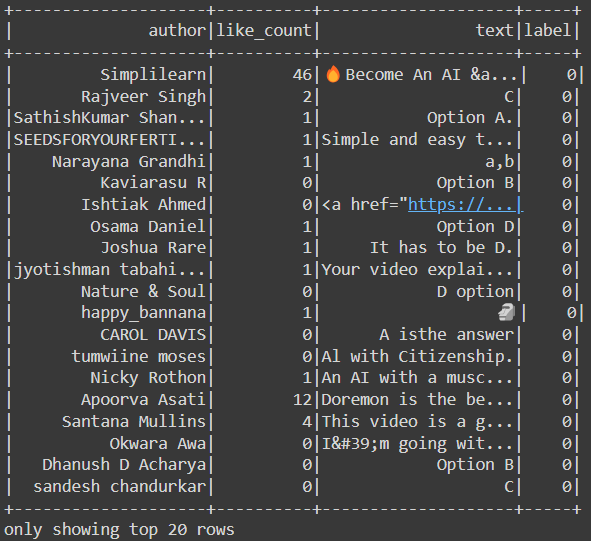 +--------------------+----------+--------------------+-----+
|              author|like_count|                text|label|
+--------------------+----------+--------------------+-----+
|         Simplilearn|        46|🔥Become An AI &a...|    0|
|       Rajveer Singh|         2|                   C|    0|
|SathishKumar Shan...|         1|           Option A.|    0|
|SEEDSFORYOURFERTI...|         1|Simple and easy t...|    0|
|    Narayana Grandhi|         1|                 a,b|    0|
|         Kaviarasu R|         0|            Option B|    0|
|       Ishtiak Ahmed|         0|<a href="https://...|    0|
|        Osama Daniel|         1|            Option D|    0|
|         Joshua Rare|         1|     It has to be D.|    0|
|jyotishman tabahi...|         1|Your video explai...|    0|
|       Nature & Soul|         0|            D option|    0|
|       happy_bannana|         1|                   🗿|    0|
|         CAROL DAVIS|         0|      A isthe answer|    0|
|      tumwiine moses|         0|Al with Citizenship.|    0|
|        Nicky Rothon|         1|An AI with a musc...|    0|
|       Apoorva Asati|        12|Doremon is the be...|    0|
|     Santana Mullins|         4|This video is a g...|    0|
|          Okwara Awa|         0|I&#39;m going wit...|    0|
|   Dhanush D Acharya|         0|            Option B|    0|
|  sandesh chandurkar|         0|                   C|    0|
+--------------------+----------+--------------------+-----+
only showing top 20 rows